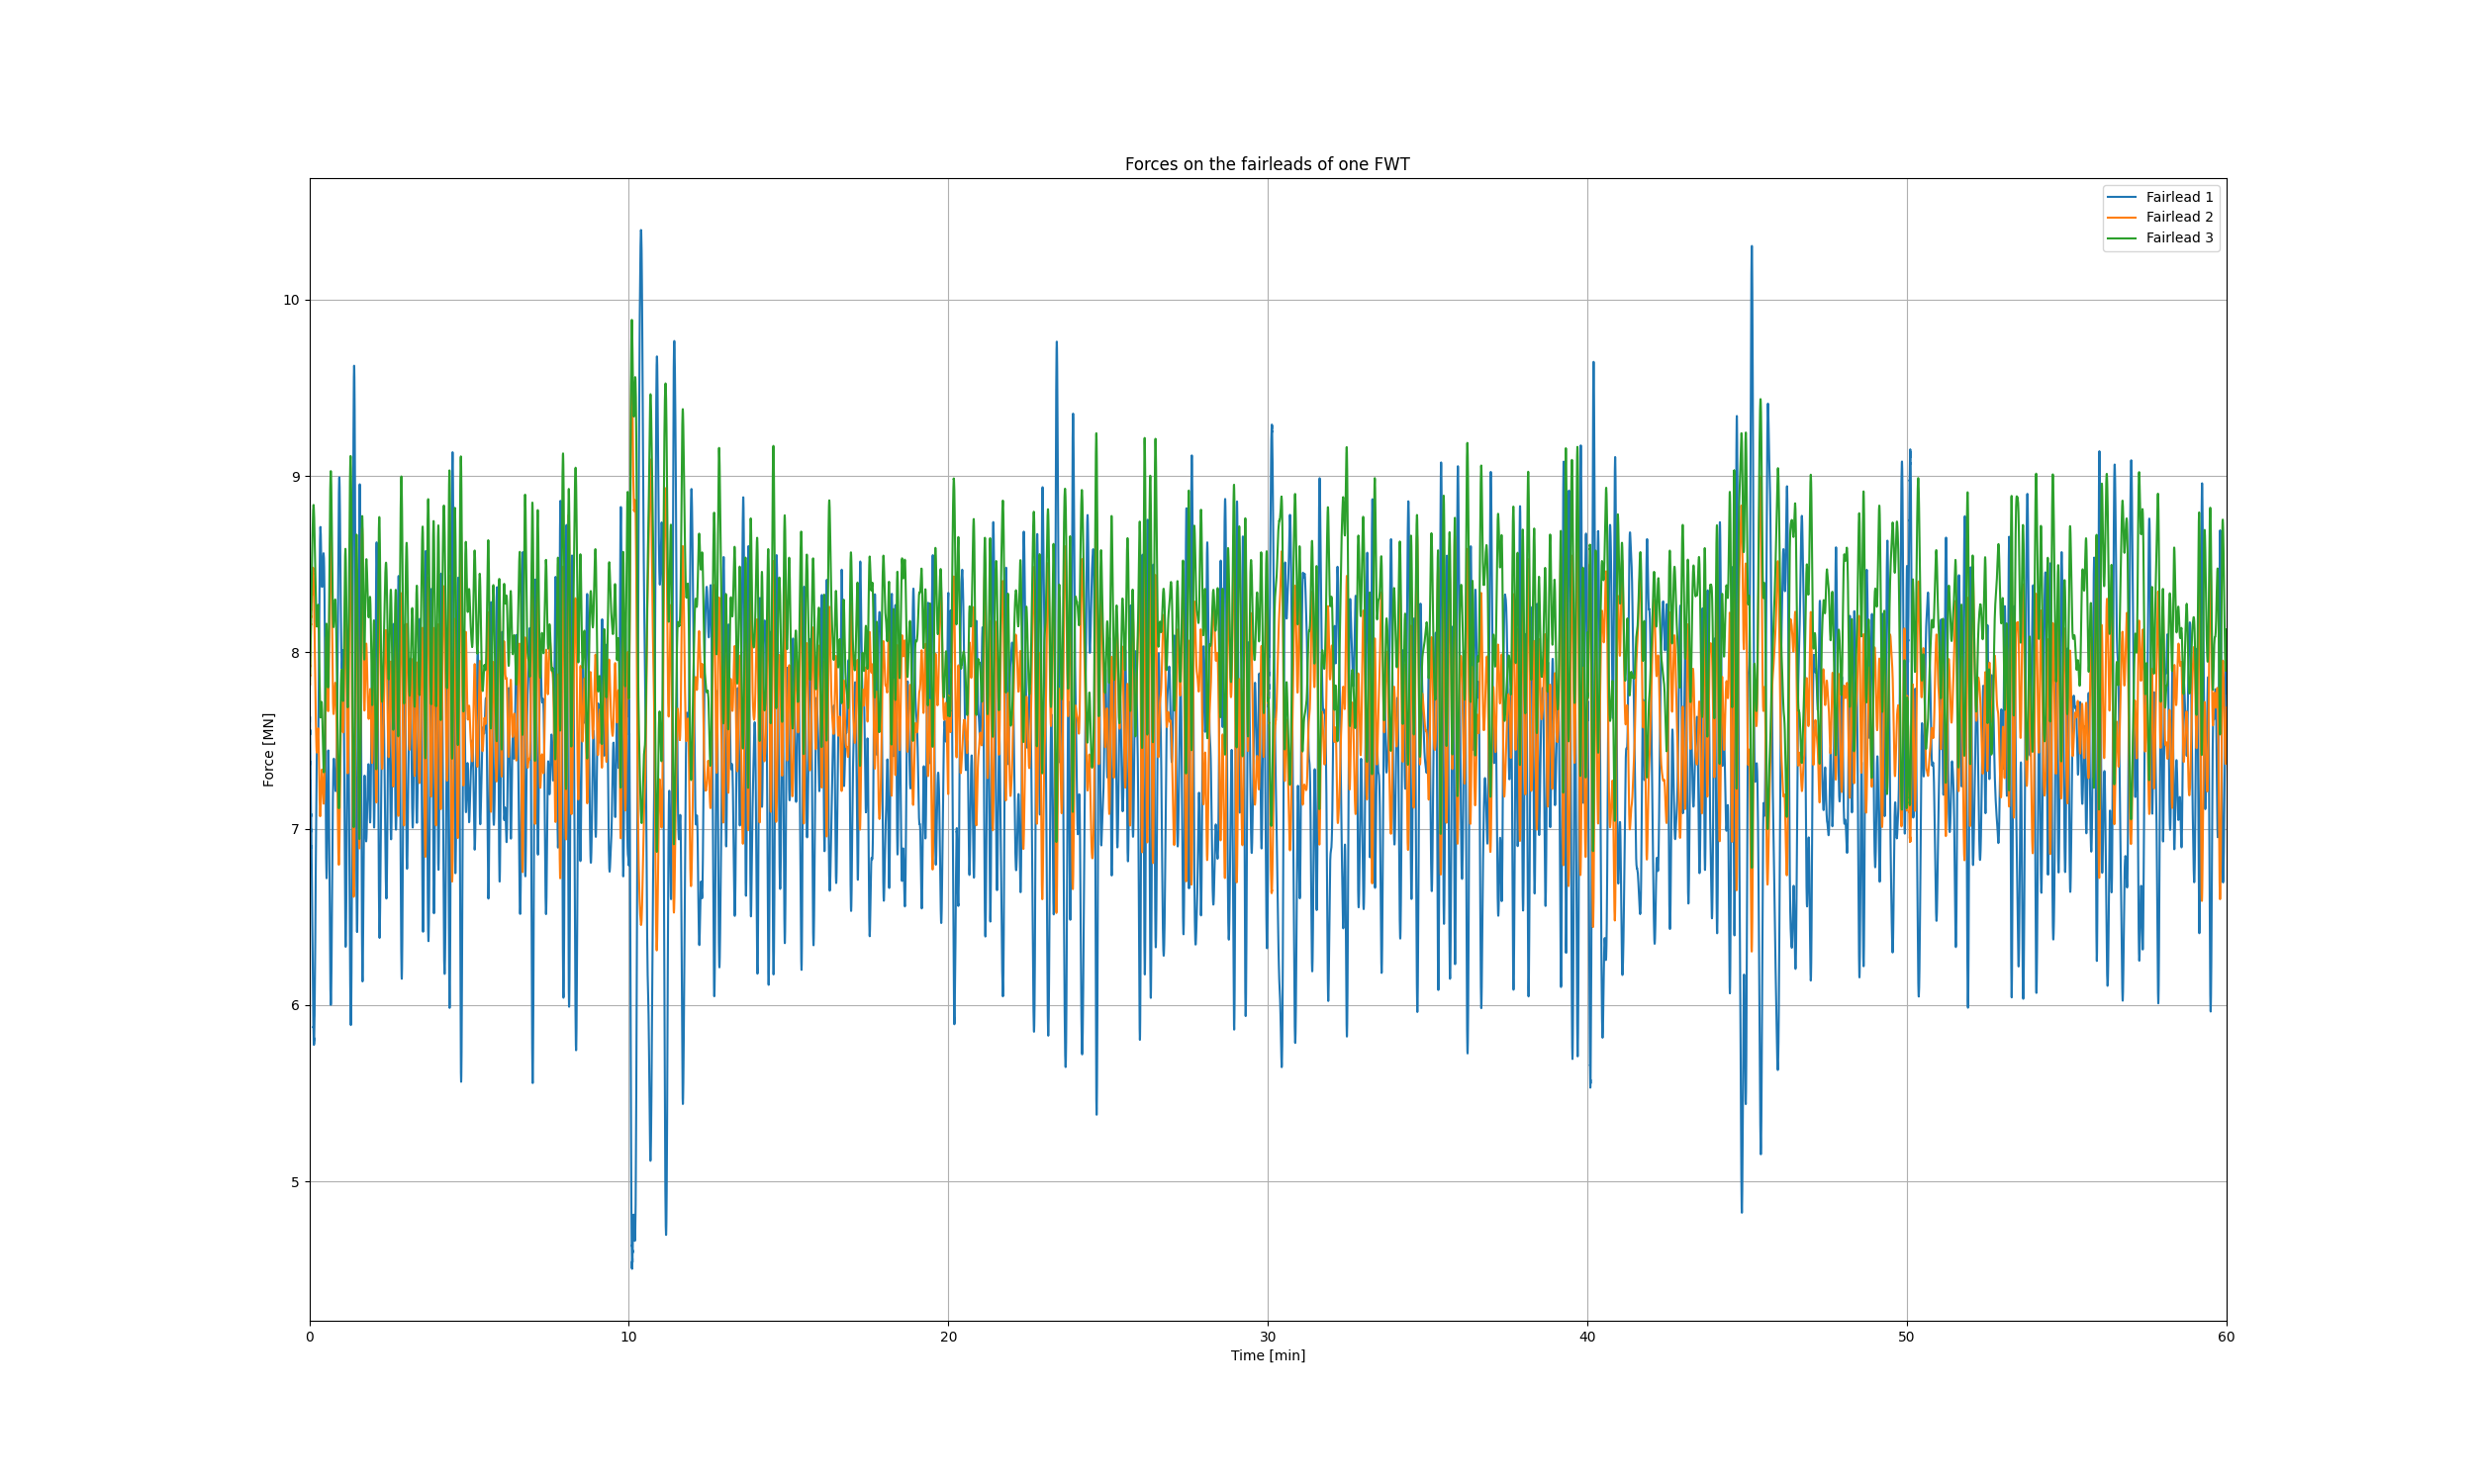 Forces on the fairleads of one FWT
Fairlead 1
Fairlead 2
Fairlead 3
Force [MN]
10
9
8
7
6
5
0 10 20 30 40 50 60
Time [min]